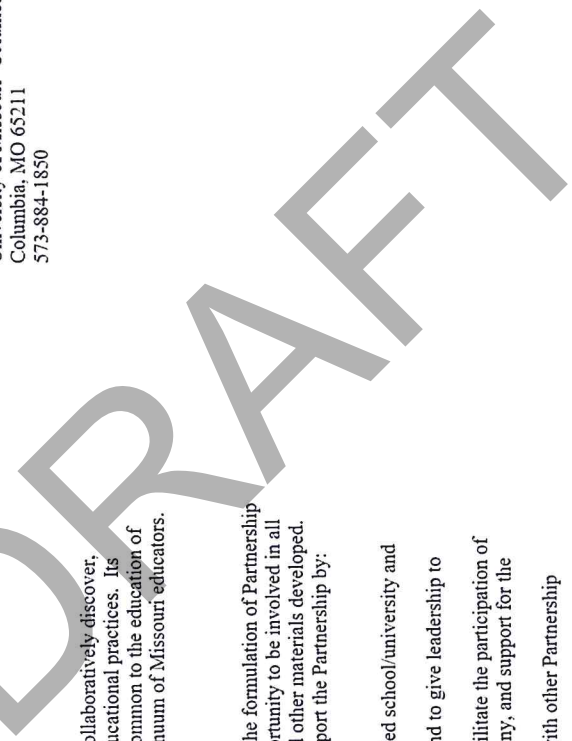 Columbia, MO 65211
573-884-1850
ollaboratively discover,
ucational practices. Its
ommon to the education of
nuum of Missouri educators.
he formulation of Partnership
rtunity to be involved in all
l other materials developed.
port the Partnership by:
ed school/university and
nd to give leadership to
ilitate the participation of
ny, and support for the
ith other Partnership
DRAFT